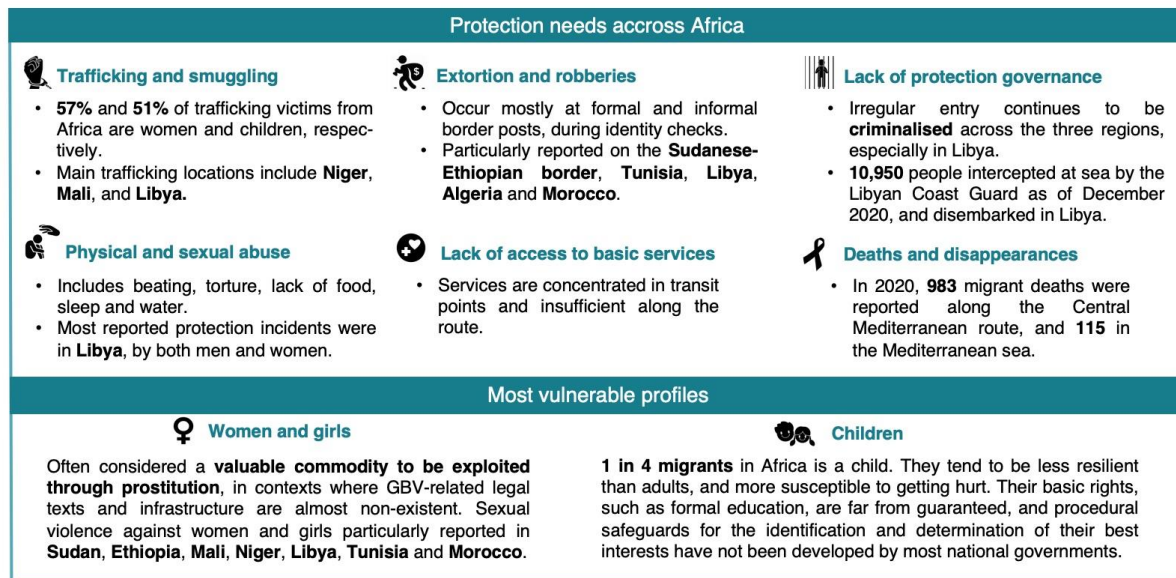 Protection needs accross Africa
Trafficking and smuggling
• 57% and 51% of trafficking victims from
Africa are women and children, respec-
tively.
• Main trafficking locations include Niger,
Mali, and Libya.
Extortion and robberies
• Occur mostly at formal and informal
border posts, during identity checks.
• Particularly reported on the Sudanese-
Ethiopian border, Tunisia, Libya,
Algeria and Morocco.
Lack of protection governance
• Irregular entry continues to be
criminalised across the three regions,
especially in Libya.
• 10,950 people intercepted at sea by the
Libyan Coast Guard as of December
2020, and disembarked in Libya.
Physical and sexual abuse
• Includes beating, torture, lack of food,
sleep and water.
• Most reported protection incidents were
in Libya, by both men and women.
Lack of access to basic services
• Services are concentrated in transit
points and insufficient along the
route.
Deaths and disappearances
• In 2020, 983 migrant deaths were
reported along the Central
Mediterranean route, and 115 in
the Mediterranean sea.
Most vulnerable profiles
Women and girls
Often considered a valuable commodity to be exploited
through prostitution, in contexts where GBV-related legal
texts and infrastructure are almost non-existent. Sexual
violence against women and girls particularly reported in
Sudan, Ethiopia, Mali, Niger, Libya, Tunisia and Morocco.
Children
1 in 4 migrants in Africa is a child. They tend to be less resilient
than adults, and more susceptible to getting hurt. Their basic rights,
such as formal education, are far from guaranteed, and procedural
safeguards for the identification and determination of their best
interests have not been developed by most national governments.